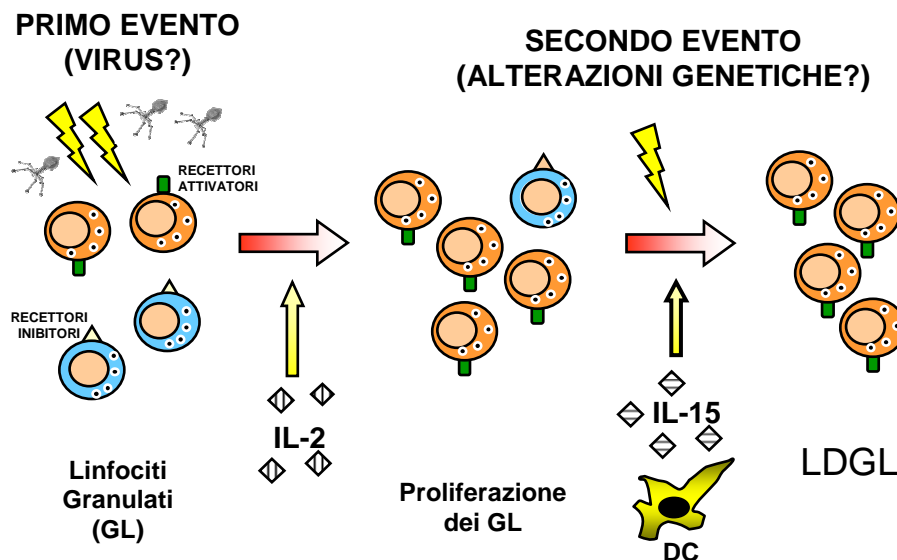 PRIMO EVENTO
(VIRUS?)
SECONDO EVENTO
(ALTERAZIONI GENETICHE?)
RECETTORI
ATTIVATORI
RECETTORI
INIBITORI
IL-2
IL-15
Linfociti
Granulati
(GL)
Proliferazione
dei GL
DC
LDGL